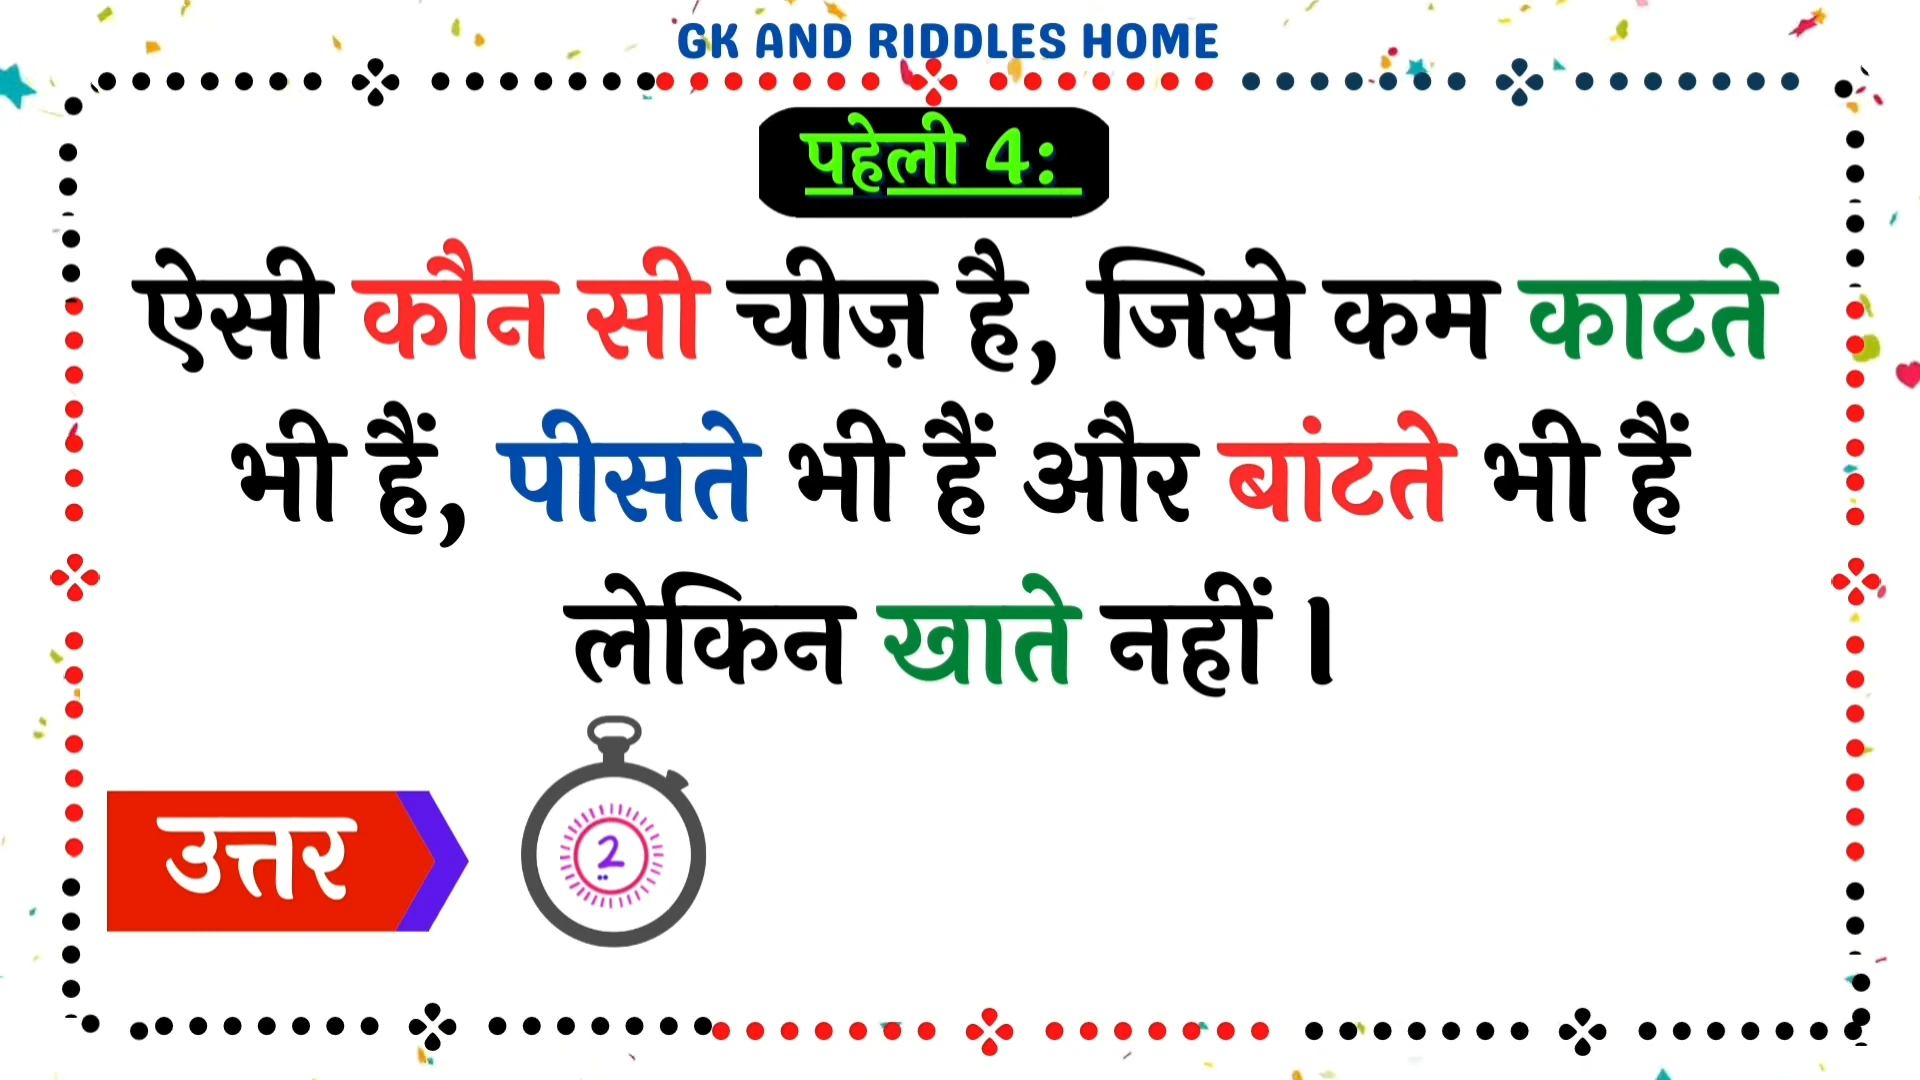 GK AND RIDDLES HOME
पहेली 4:
ऐसी कौन सी चीज़ है, जिसे कम काटते
भी हैं, पीसते भी हैं और बांटते भी हैं
लेकिन खाते नहीं ।
उत्तर
2